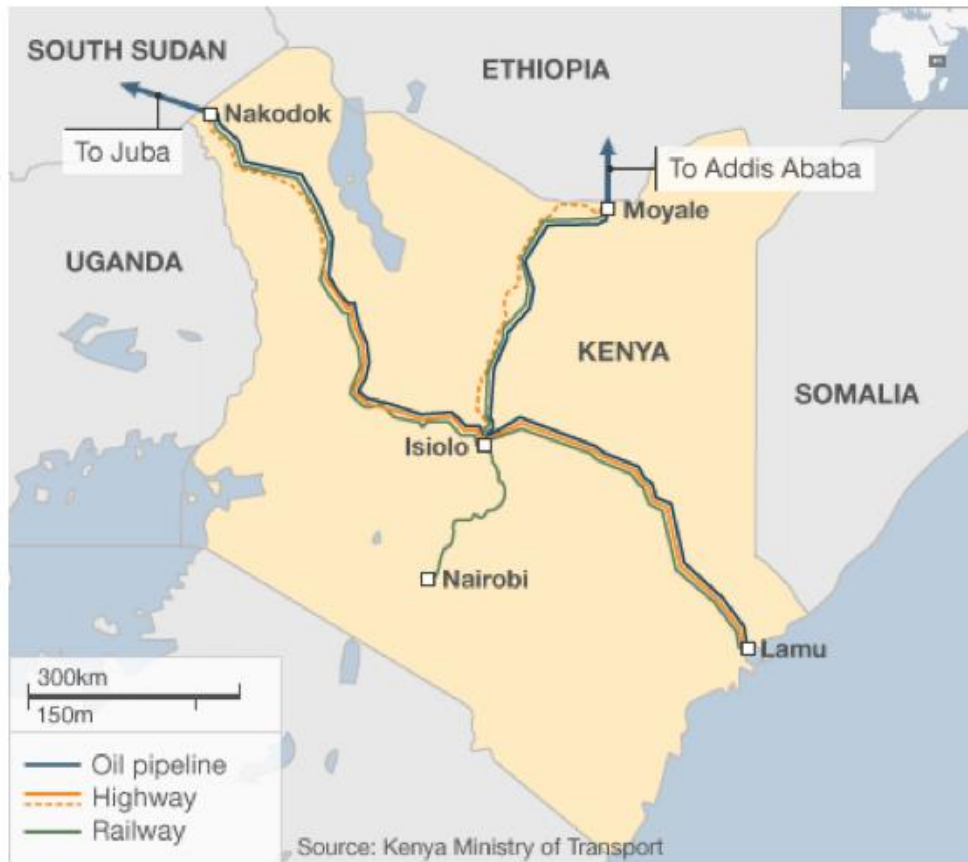 SOUTH SUDAN
ETHIOPIA
Nakodok
To Juba
To Addis Ababa
Moyale
UGANDA
KENYA
SOMALIA
Isiolo
Nairobi
Lamu
300km
150m
Oil pipeline
Highway
Railway
Source: Kenya Ministry of Transport